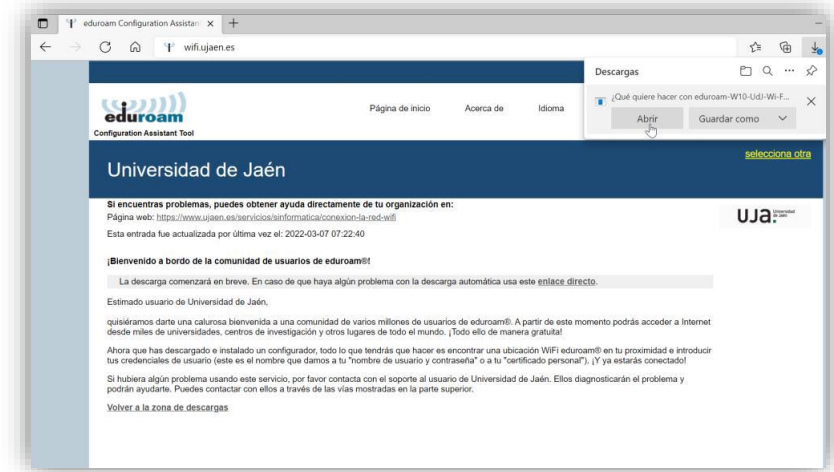 eduroam Configuration Assistan
wifi.ujaen.es
Descargas
¿Qué quiere hacer con eduroam-W10-UdJ-Wi-F...
Abrir
Guardar como
eduroam
Configuration Assistant Tool
Página de inicio
Acerca de
Idioma
Universidad de Jaén
selecciona otra
Si encuentras problemas, puedes obtener ayuda directamente de tu organización en:
Página web: https://www.ujaen.es/servicios/sinformatica/conexion-la-red-wifi
Esta entrada fue actualizada por última vez el: 2022-03-07 07:22:40
UJa. Universidad de Jaén
¡Bienvenido a bordo de la comunidad de usuarios de eduroam®!
La descarga comenzará en breve. En caso de que haya algún problema con la descarga automática usa este enlace directo.
Estimado usuario de Universidad de Jaén,
quisiéramos darte una calurosa bienvenida a una comunidad de varios millones de usuarios de eduroam®. A partir de este momento podrás acceder a Internet
desde miles de universidades, centros de investigación y otros lugares de todo el mundo. ¡Todo ello de manera gratuita!
Ahora que has descargado e instalado un configurador, todo lo que tendrás que hacer es encontrar una ubicación WiFi eduroam® en tu proximidad e introducir
tus credenciales de usuario (este es el nombre que damos a tu "nombre de usuario y contraseña" o a tu "certificado personal"). ¡Y ya estarás conectado!
Si hubiera algún problema usando este servicio, por favor contacta con el soporte al usuario de Universidad de Jaén. Ellos diagnosticarán el problema y
podrán ayudarte. Puedes contactar con ellos a través de las vías mostradas en la parte superior.
Volver a la zona de descargas